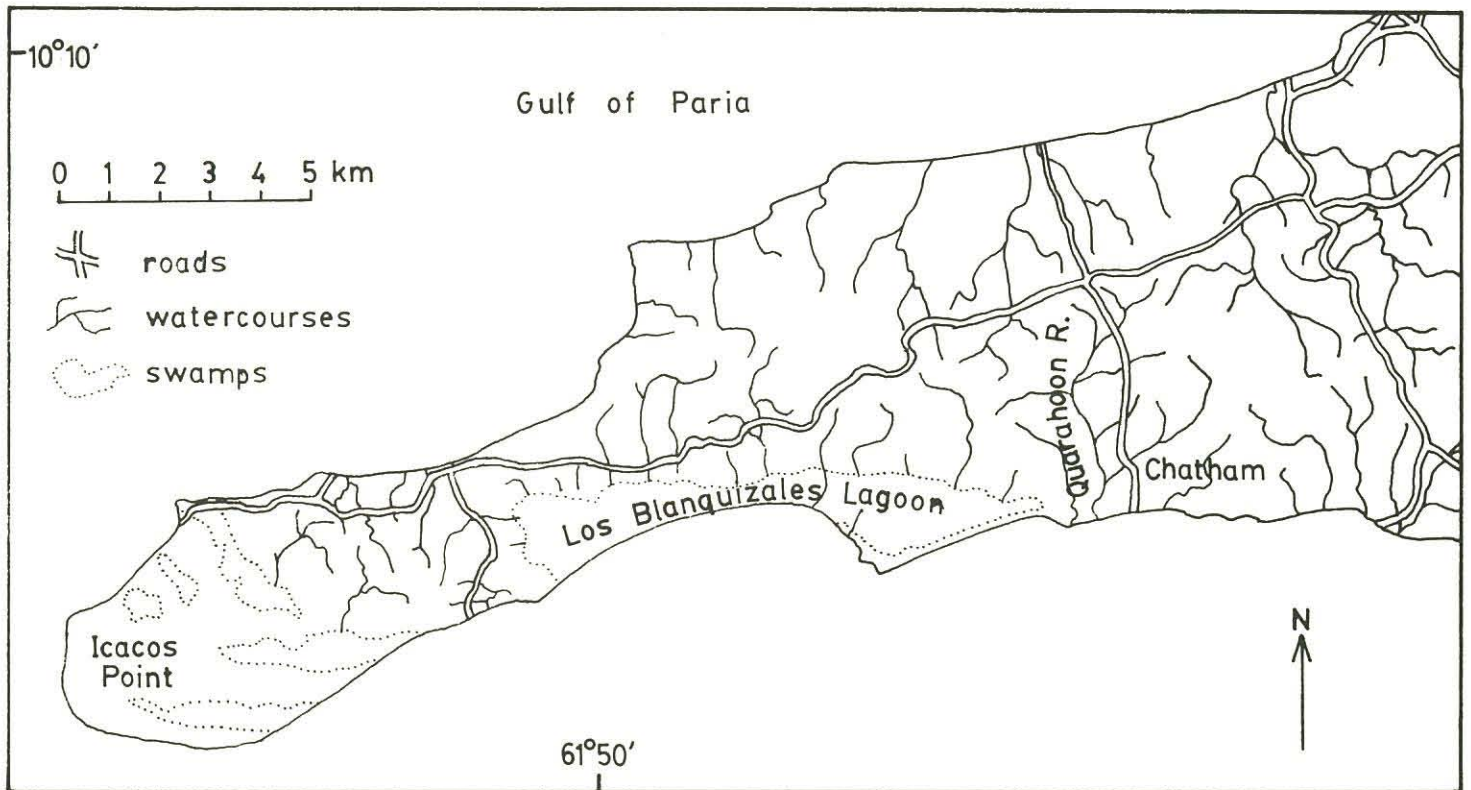 10°10'
Gulf of Paria
0 1 2 3 4 5 km
roads
watercourses
swamps
Quarahoon R.
Chatham
Los Blanquizales Lagoon
Icacos
Point
N
61°50'